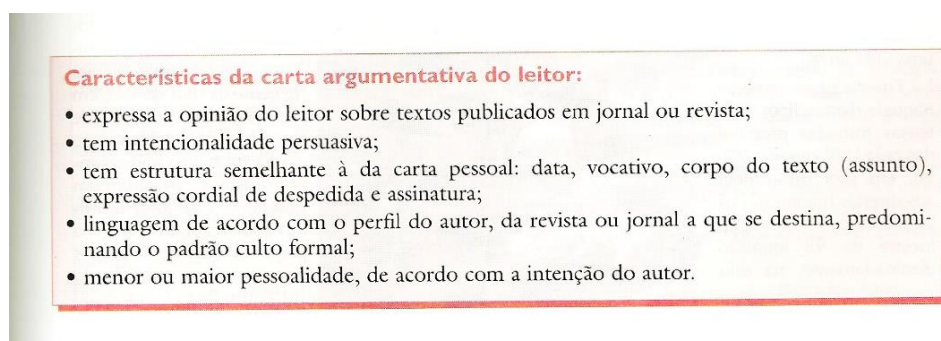 Características da carta argumentativa do leitor:
• expressa a opinião do leitor sobre textos publicados em jornal ou revista;
• tem intencionalidade persuasiva;
• tem estrutura semelhante à da carta pessoal: data, vocativo, corpo do texto (assunto),
expressão cordial de despedida e assinatura;
• linguagem de acordo com o perfil do autor, da revista ou jornal a que se destina, predomi-
nando o padrão culto formal;
• menor ou maior pessoalidade, de acordo com a intenção do autor.